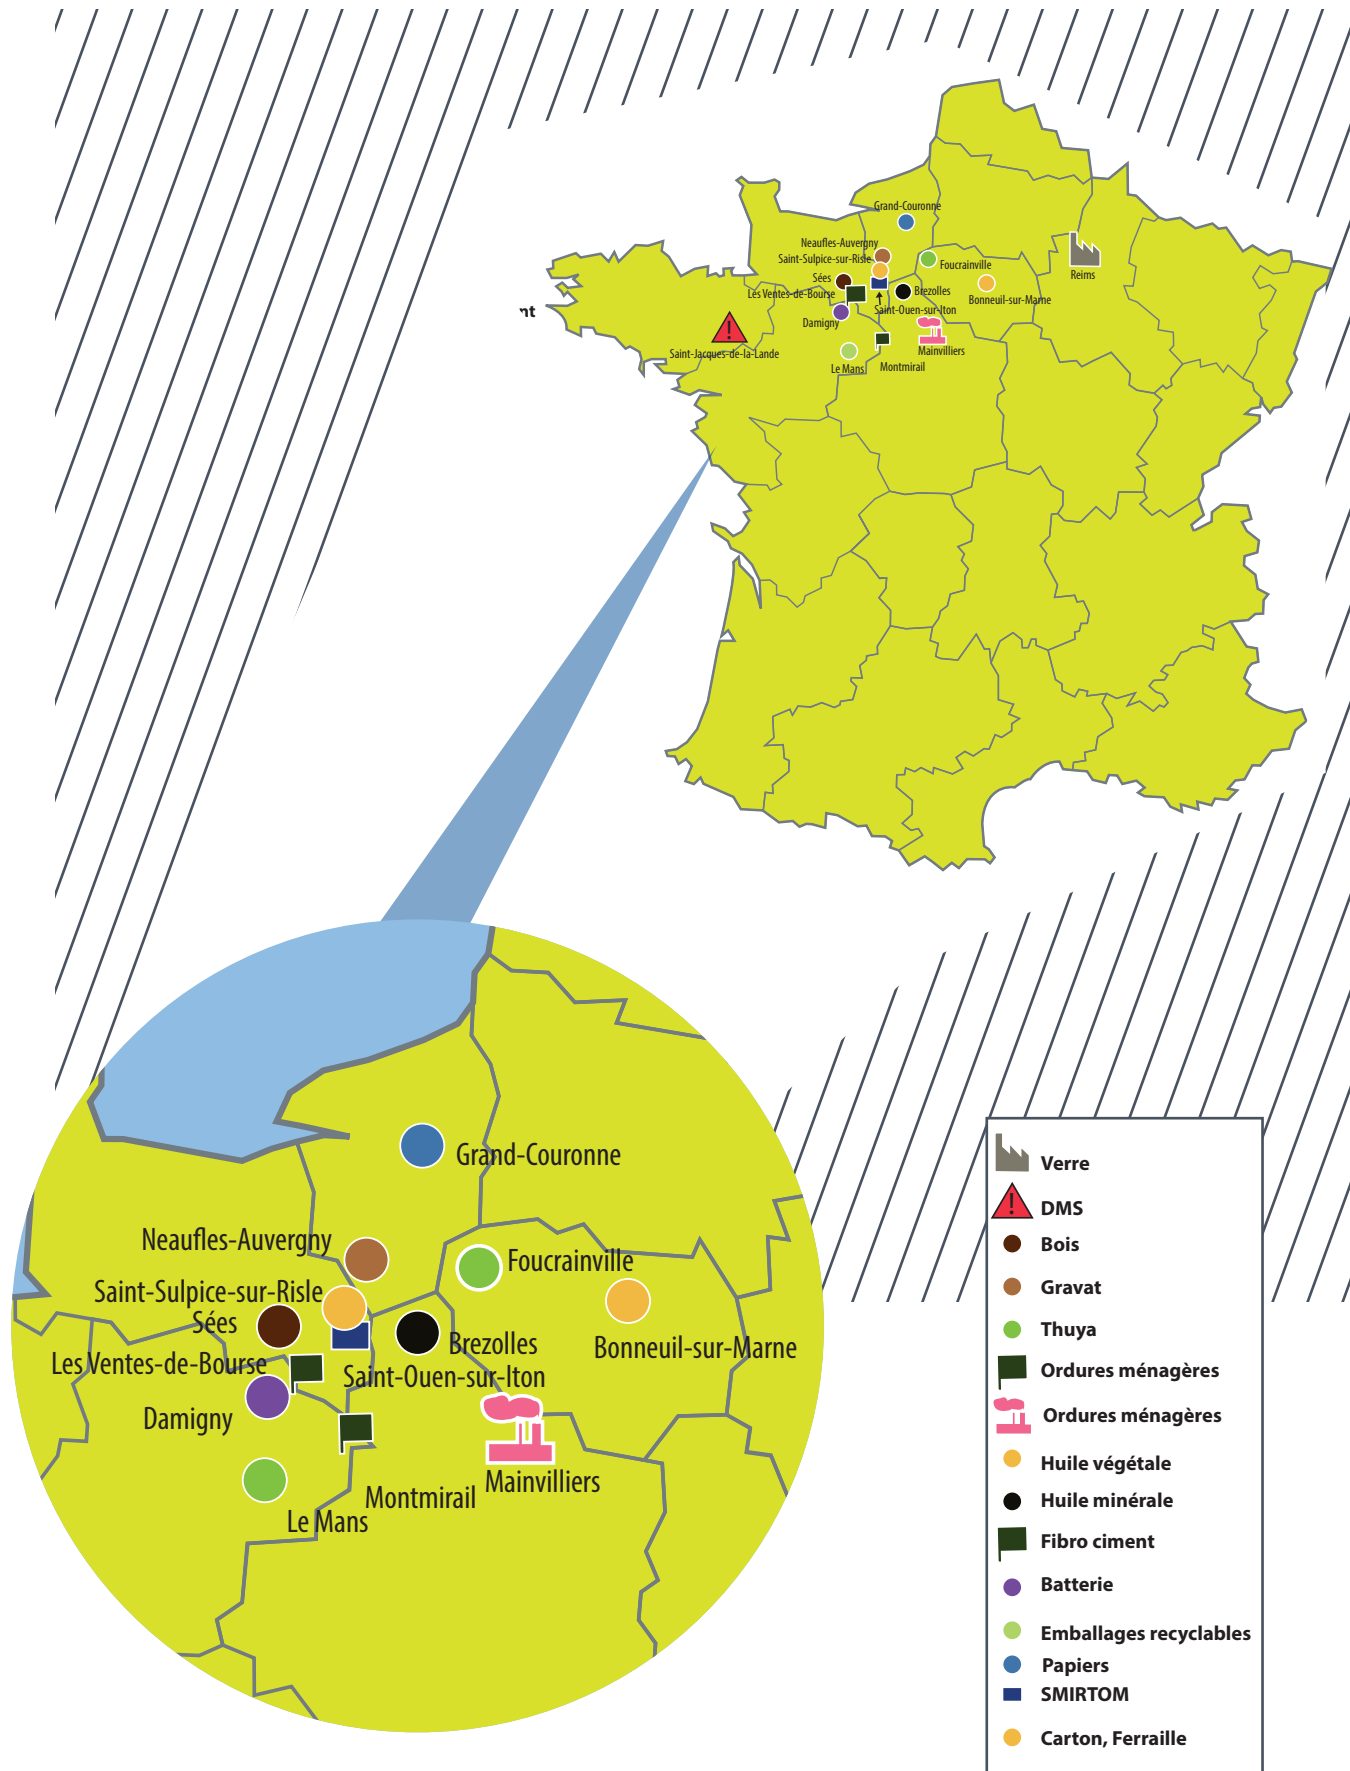 Grand-Couronne
Neaufles-Auvergny
Saint-Sulpice-sur-Risle
Foucrainville
Reims
Sées
Les Ventes-de-Bourse
Brezolles
Bonneuil-sur-Marne
Saint-Ouen-sur-Iton
nt
Damigny
Saint-Jacques-de-la-Lande
Mainvilliers
Le Mans
Montmirail
Grand-Couronne
Neaufles-Auvergny
Foucrainville
Saint-Sulpice-sur-Risle
Sées
Brezolles
Bonneuil-sur-Marne
Les Ventes-de-Bourse
Saint-Ouen-sur-Iton
Damigny
Mainvilliers
Montmirail
Le Mans
Verre
DMS
Bois
Gravat
Thuya
Ordures ménagères
Ordures ménagères
Huile végétale
Huile minérale
Fibro ciment
Batterie
Emballages recyclables
Papiers
SMIRTOM
Carton, Ferraille